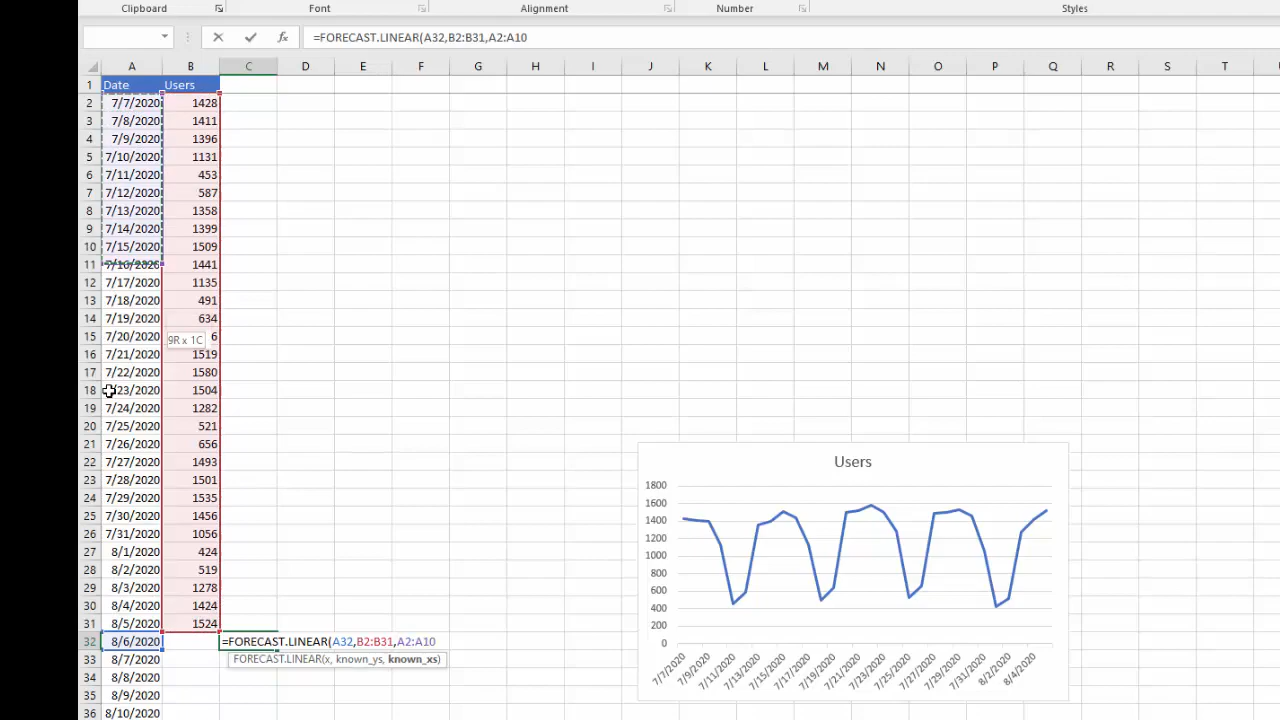 Clipboard Font Alignment Number Styles
=FORECAST.LINEAR(A32,B2:B31,A2:A10
A B C D E F G H I J K L M N O P Q R S T
1 Date Users
2 7/7/2020 1428
3 7/8/2020 1411
4 7/9/2020 1396
5 7/10/2020 1131
6 7/11/2020 453
7 7/12/2020 587
8 7/13/2020 1358
9 7/14/2020 1399
10 7/15/2020 1509
11 7/16/2020 1441
12 7/17/2020 1135
13 7/18/2020 491
14 7/19/2020 634
15 7/20/2020 6
9R x 1C
16 7/21/2020 1519
17 7/22/2020 1580
18 /23/2020 1504
19 7/24/2020 1282
20 7/25/2020 521
21 7/26/2020 656
22 7/27/2020 1493
23 7/28/2020 1501
24 7/29/2020 1535
25 7/30/2020 1456
26 7/31/2020 1056
27 8/1/2020 424
28 8/2/2020 519
29 8/3/2020 1278
30 8/4/2020 1424
31 8/5/2020 1524
32 8/6/2020 =FORECAST.LINEAR(A32,B2:B31,A2:A10
33 8/7/2020 FORECAST.LINEAR(x, known_ys, known_xs)
34 8/8/2020
35 8/9/2020
36 8/10/2020
Users
1800
1600
1400
1200
1000
800
600
400
200
0
7/7/2020 7/9/2020 7/11/2020 7/13/2020 7/15/2020 7/17/2020 7/19/2020 7/21/2020 7/23/2020 7/25/2020 7/27/2020 7/29/2020 7/31/2020 8/2/2020 8/4/2020